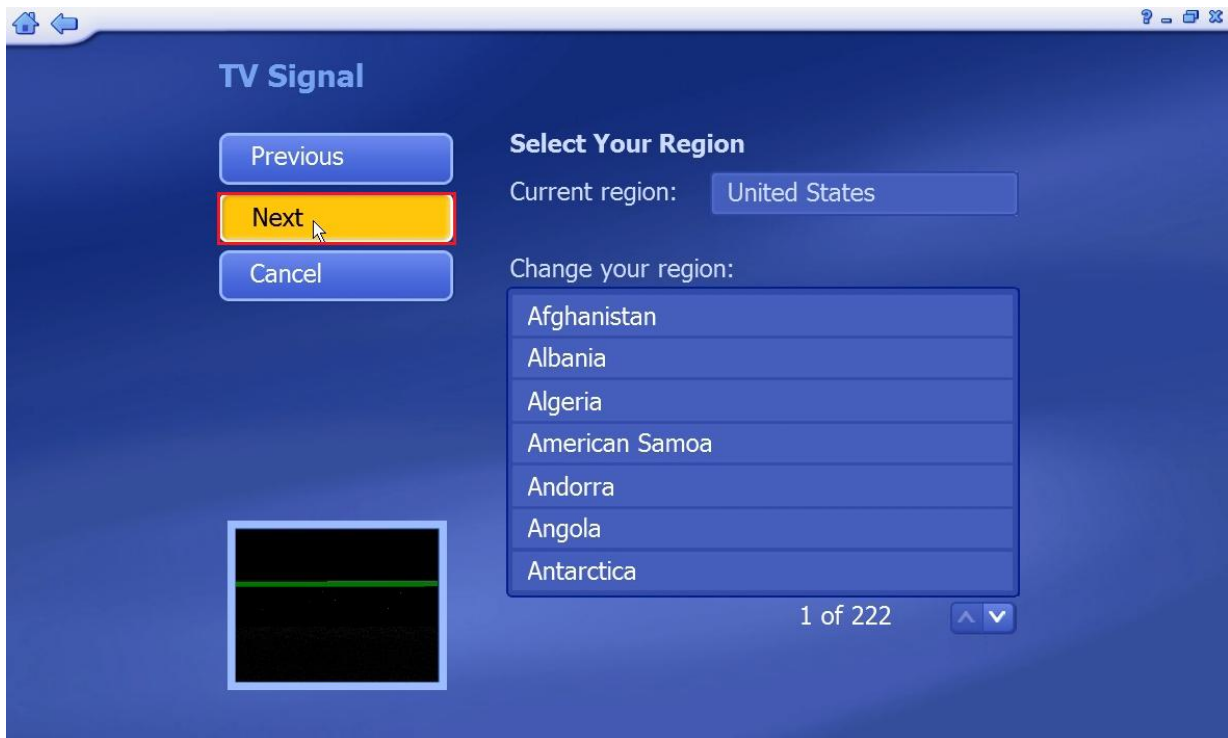 TV Signal
Previous
Next
Cancel
Select Your Region
Current region: United States
Change your region:
Afghanistan
Albania
Algeria
American Samoa
Andorra
Angola
Antarctica
1 of 222